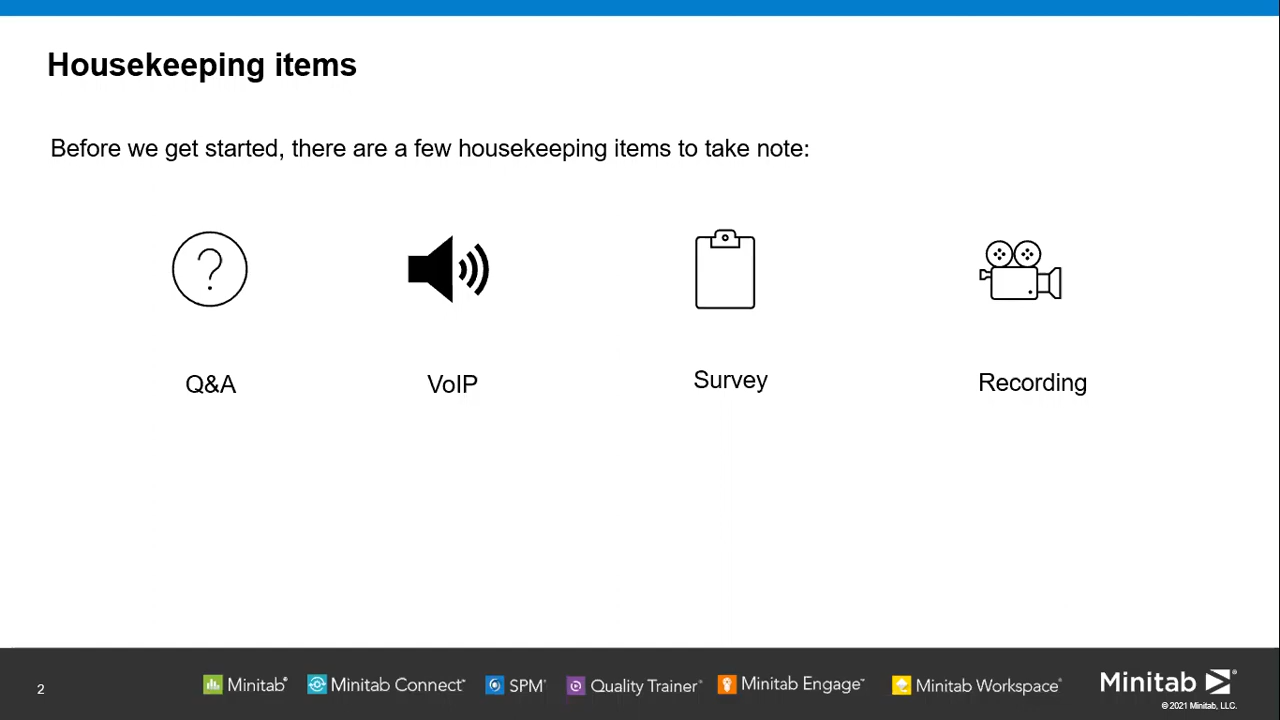 Housekeeping items
Before we get started, there are a few housekeeping items to take note:
?
Q&A
VoIP
Survey
Recording
2
Minitab®
Minitab Connect™
SPM®
Quality Trainer®
Minitab Engage™
Minitab Workspace®
Minitab®
© 2021 Minitab, LLC.